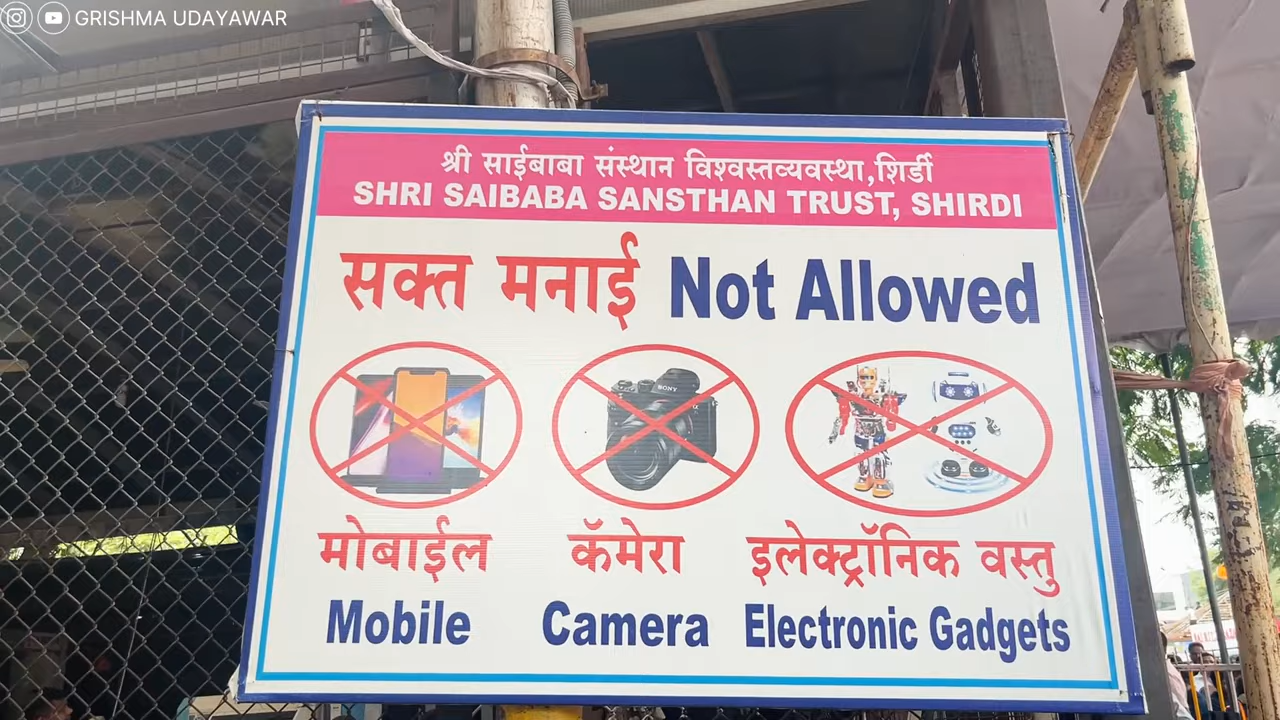 GRISHMA UDAYAWAR
श्री साईबाबा संस्थान विश्वस्तव्यवस्था,शिर्डी
SHRI SAIBABA SANSTHAN TRUST, SHIRDI
सक्त मनाई Not Allowed
SONY
मोबाईल कॅमेरा इलेक्ट्रॉनिक वस्तु
Mobile Camera Electronic Gadgets